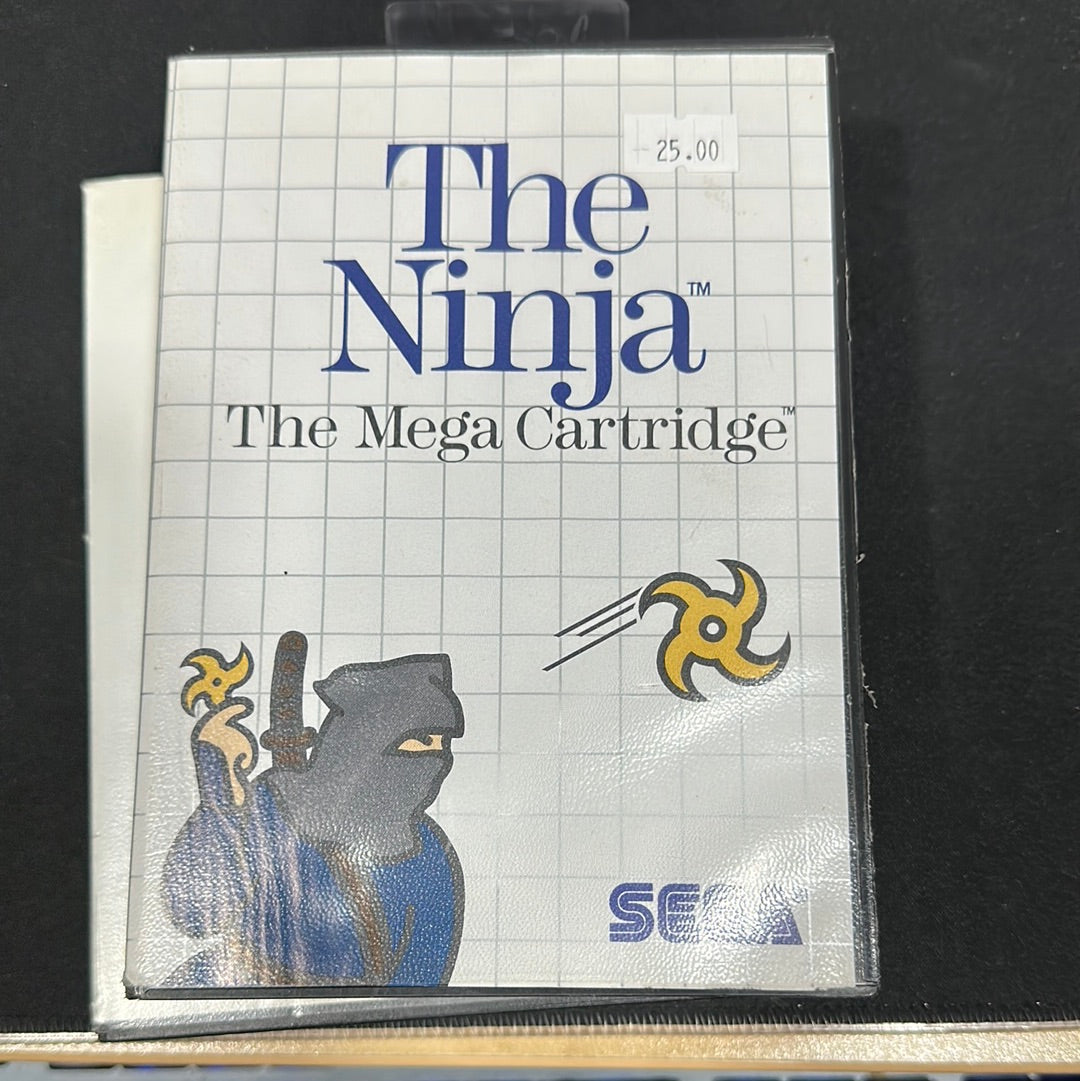 25.00
The
Ninja™
The Mega Cartridge™
SEGA